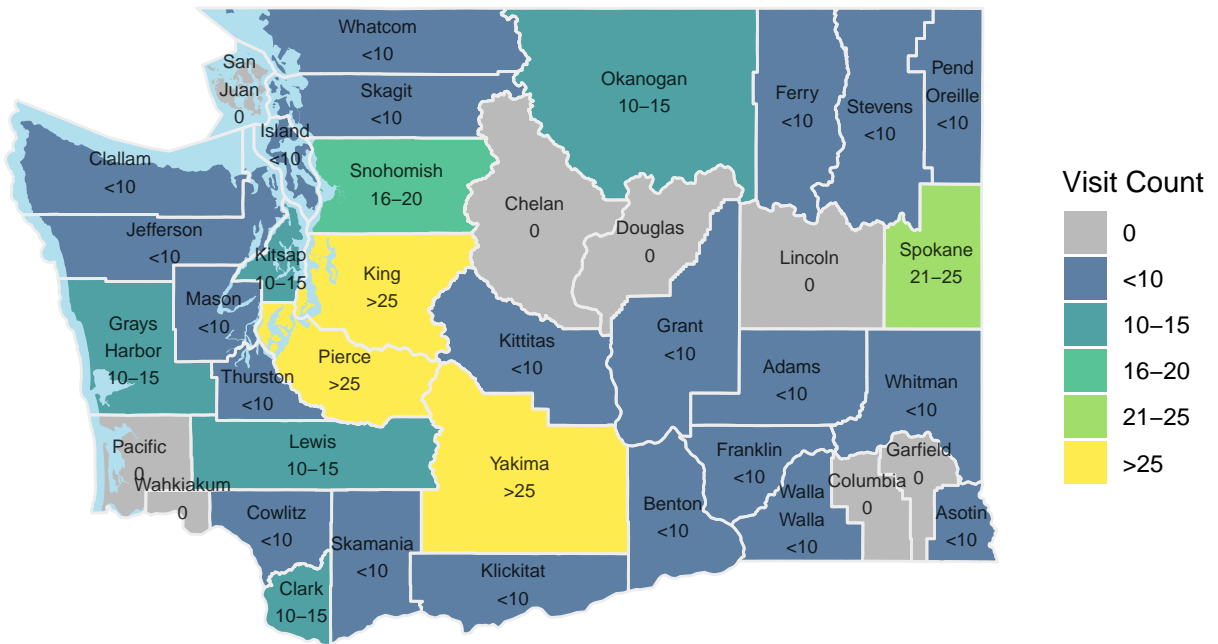 Whatcom
<10
San
Juan
0
Skagit
<10
Island
<10
Okanogan
10–15
Ferry
<10
Stevens
<10
Pend
Oreille
<10
Clallam
<10
Snohomish
16–20
Chelan
0
Douglas
0
Jefferson
<10
Kitsap
10–15
King
>25
Lincoln
0
Spokane
21–25
Mason
<10
Grays
Harbor
10–15
Pierce
>25
Kittitas
<10
Grant
<10
Adams
<10
Whitman
<10
Thurston
<10
Pacific
0
Lewis
10–15
Yakima
>25
Franklin
<10
Garfield
0
Wahkiakum
0
Cowlitz
<10
Skamania
<10
Benton
<10
Walla
Walla
<10
Columbia
0
Asotin
<10
Clark
10–15
Klickitat
<10
Visit Count
0
<10
10–15
16–20
21–25
>25